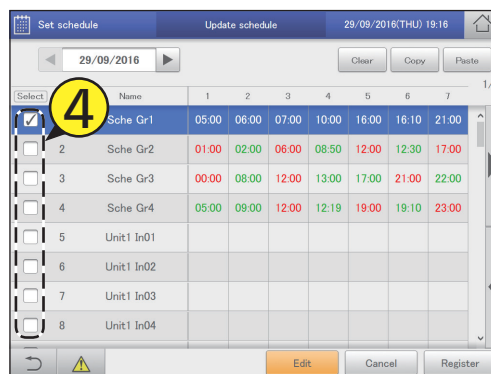 Set schedule Update schedule 29/09/2016(THU) 19:16
29/09/2016 Clear Copy Paste
1/
Select Name 1 2 3 4 5 6 7
4
Sche Gr1 05:00 06:00 07:00 10:00 16:00 16:10 21:00
2 Sche Gr2 01:00 02:00 06:00 08:50 12:00 12:30 17:00
3 Sche Gr3 00:00 08:00 12:00 13:00 17:00 21:00 22:00
4 Sche Gr4 05:00 09:00 12:00 12:19 19:00 19:10 23:00
5 Unit1 In01
6 Unit1 In02
7 Unit1 In03
8 Unit1 In04
Edit Cancel Register